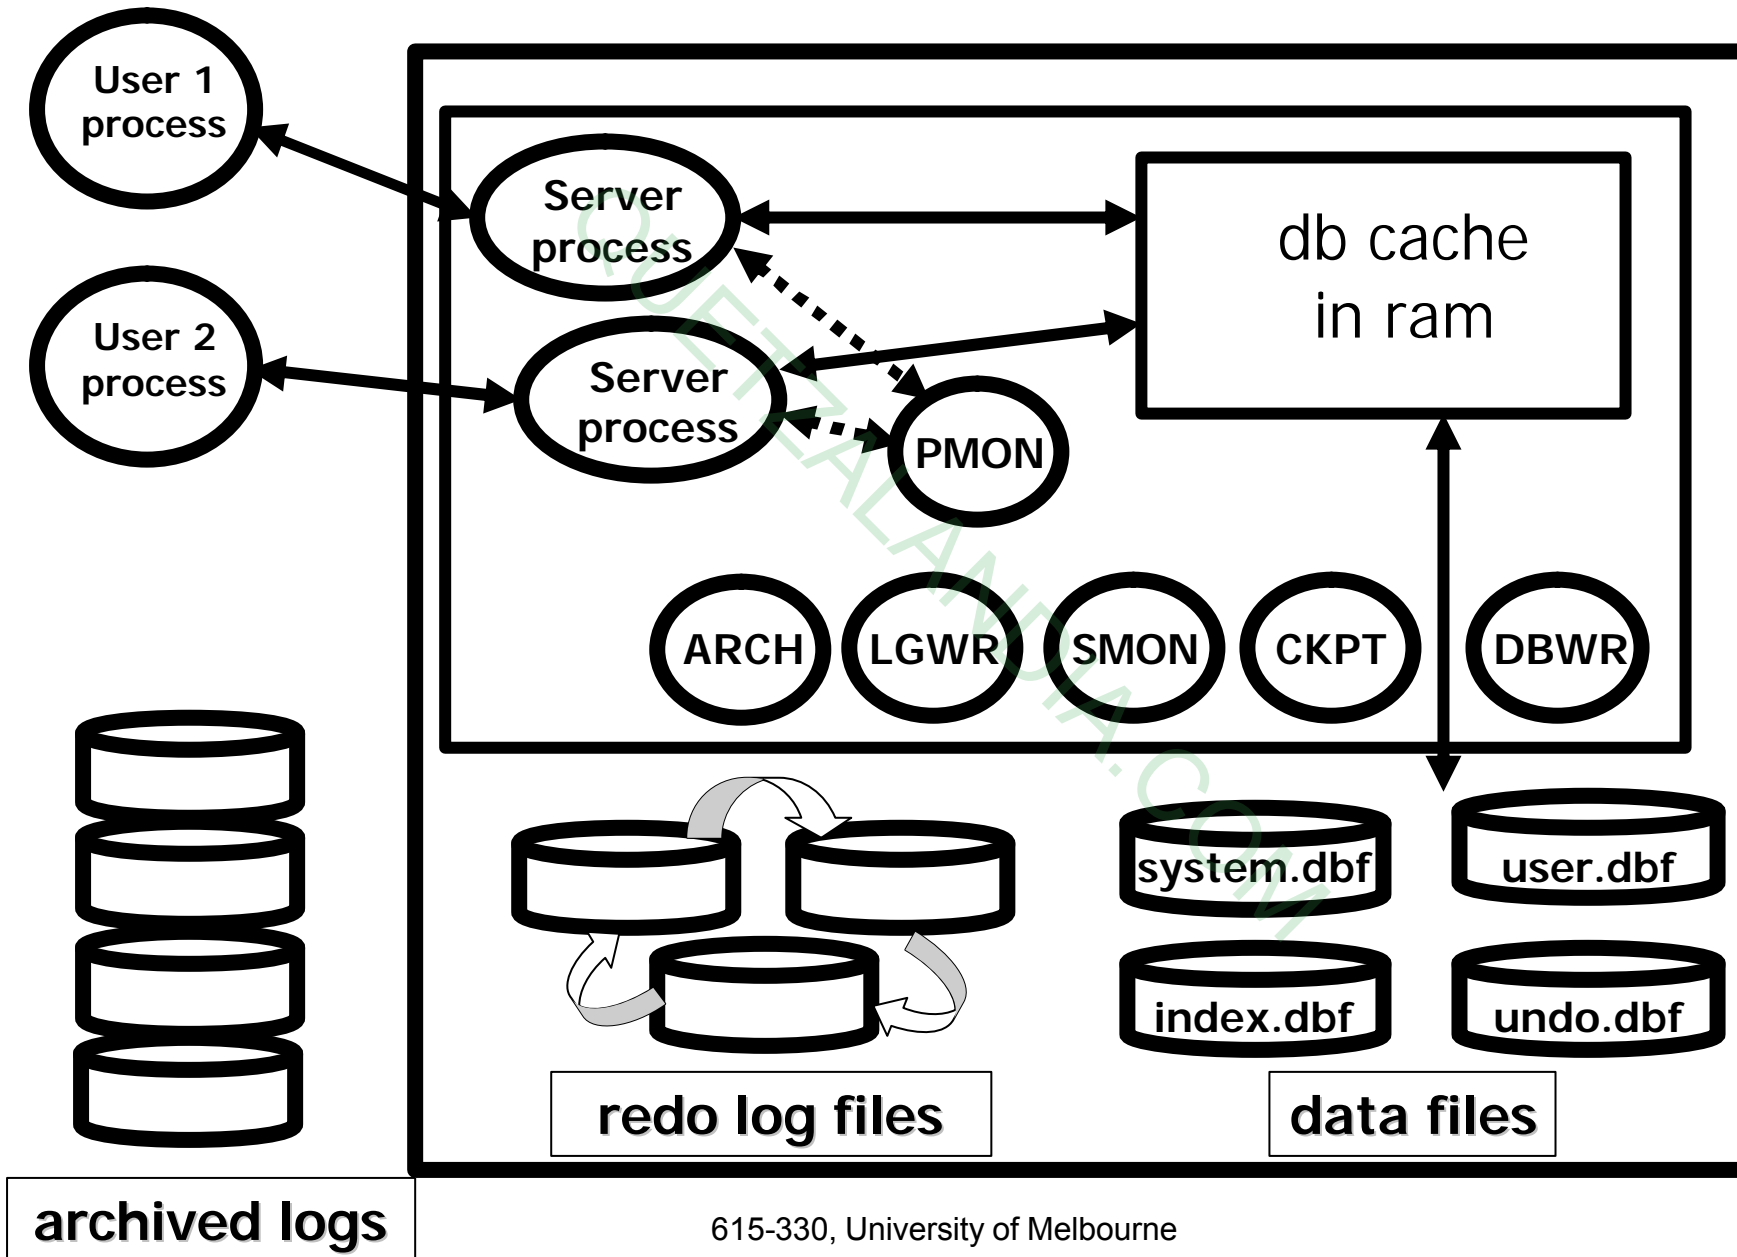 User 1
process
Server
process
db cache
in ram
User 2
process
Server
process
PMON
ARCH
LGWR
SMON
CKPT
DBWR
system.dbf
user.dbf
index.dbf
undo.dbf
redo log files
data files
archived logs
615-330, University of Melbourne
QUETZALANDIA.COM